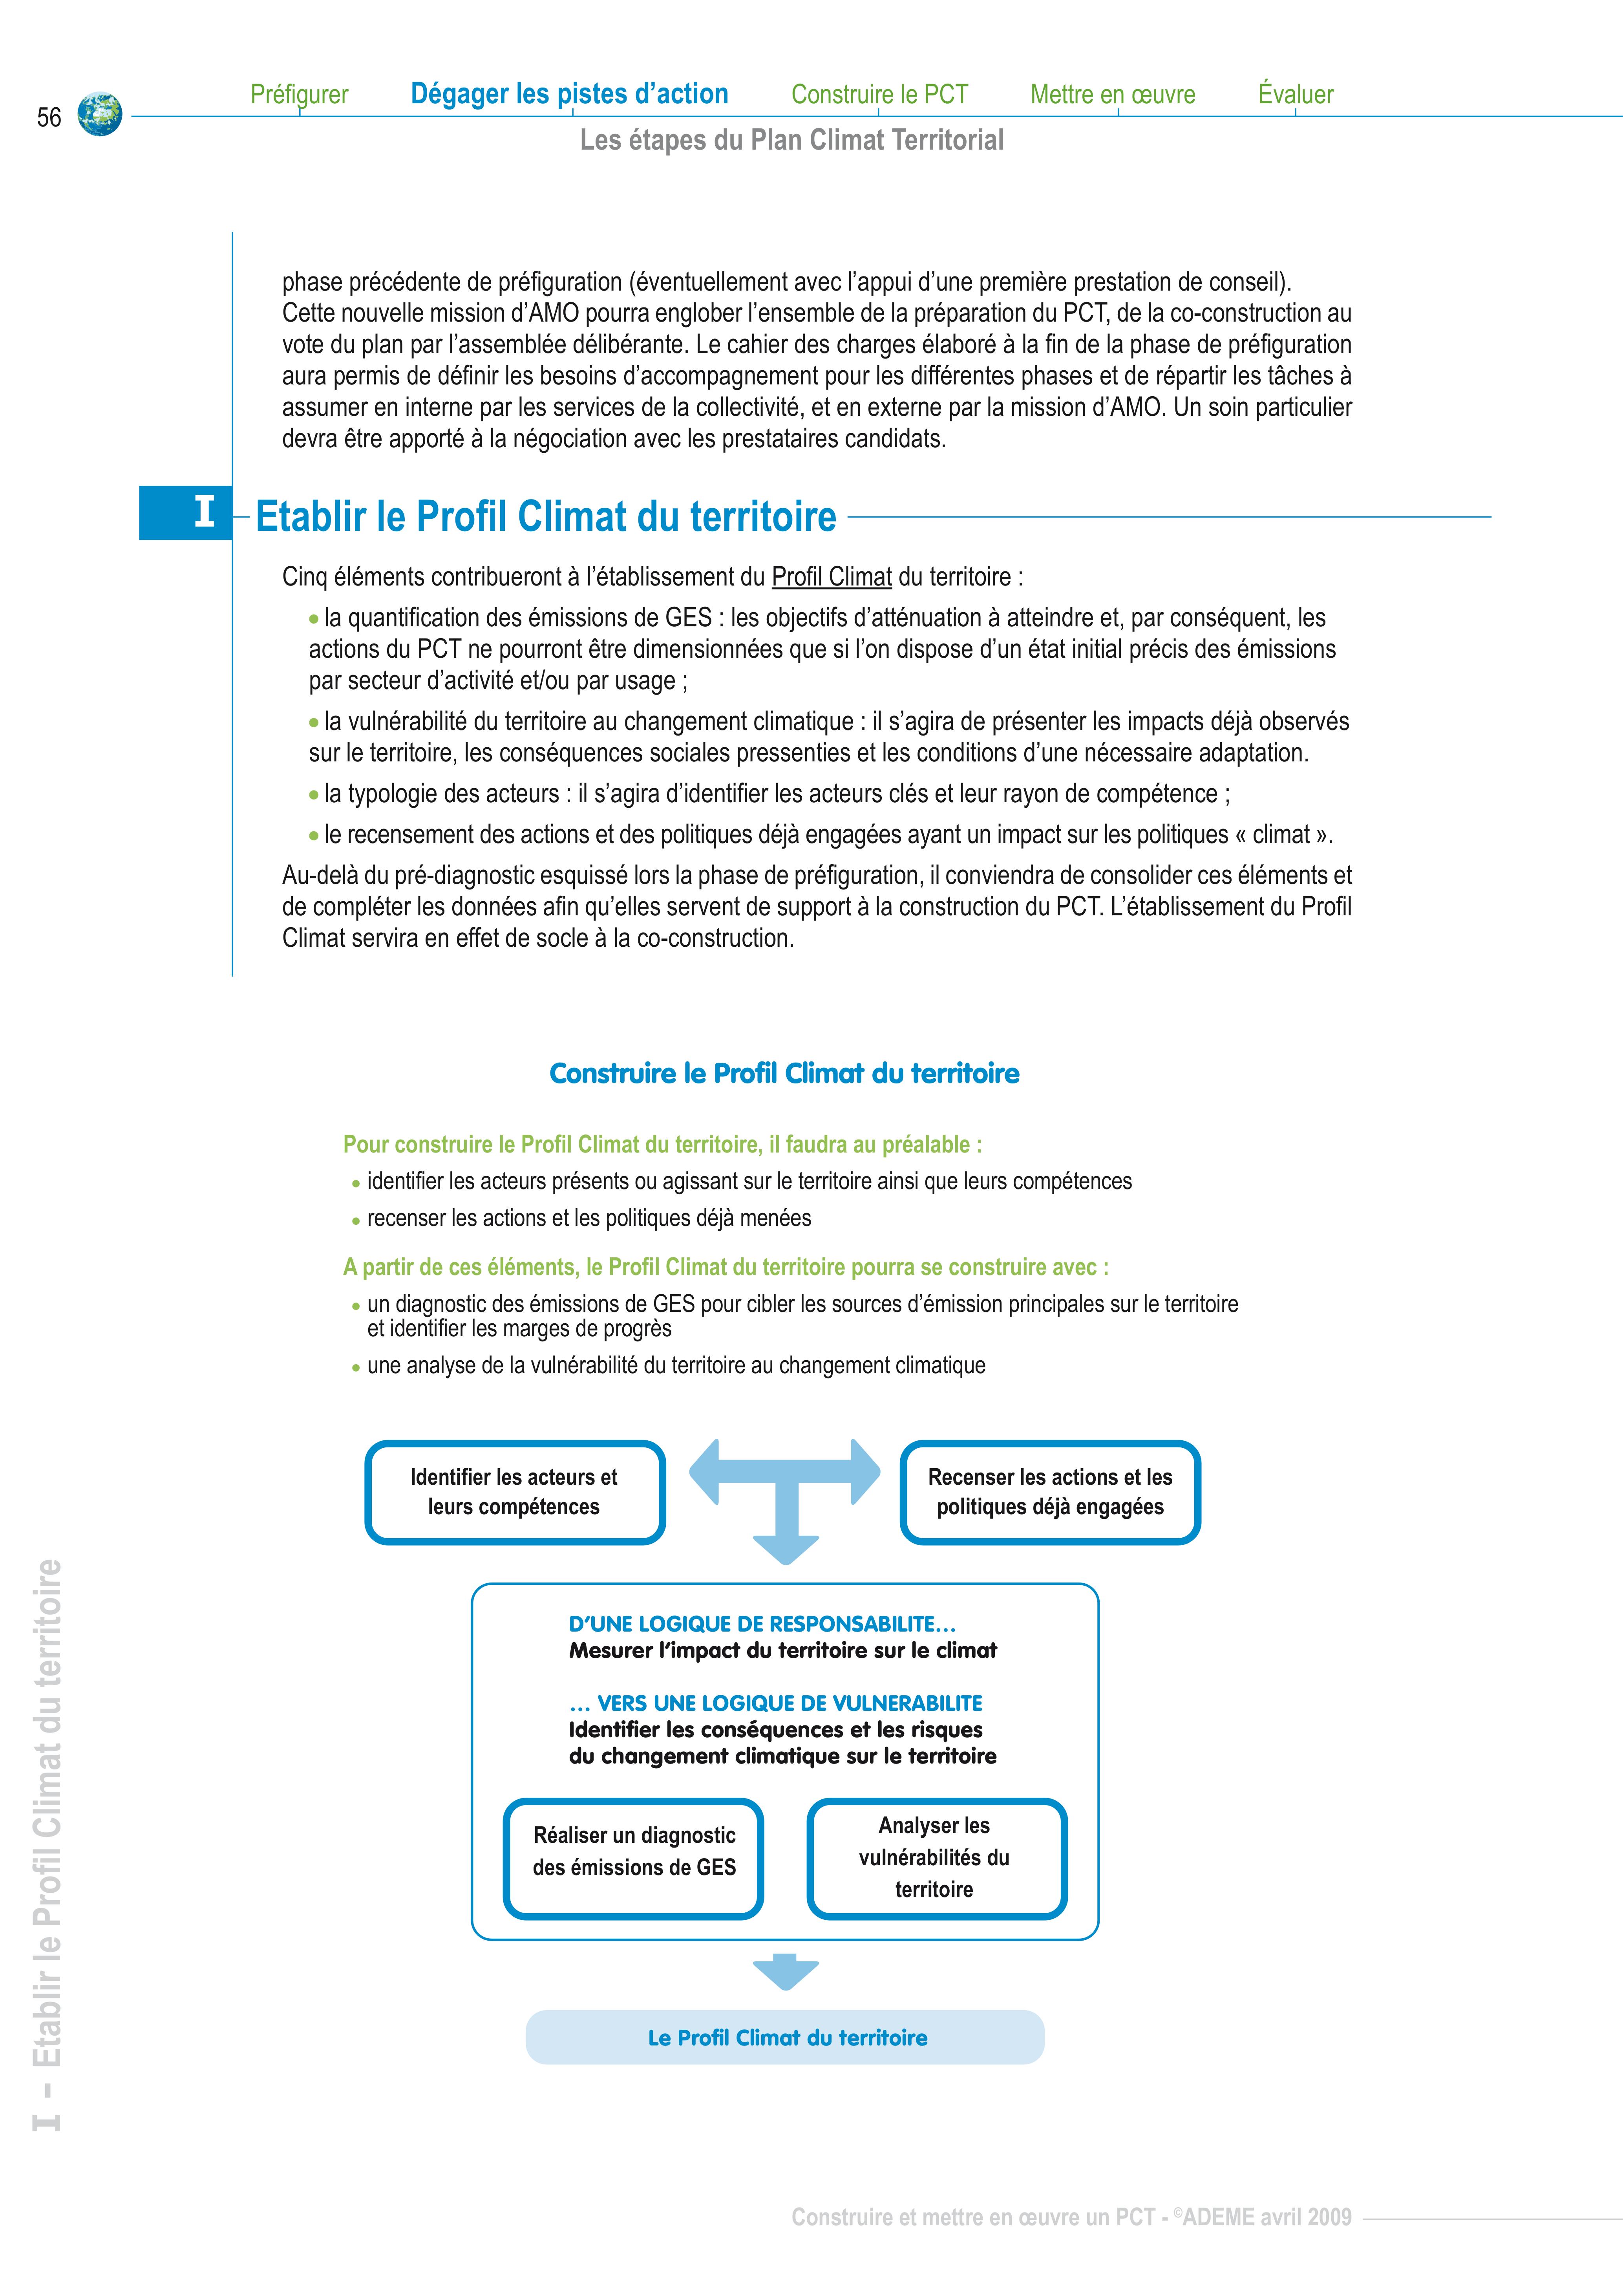 56
Préfigurer Dégager les pistes d'action Construire le PCT Mettre en œuvre Évaluer
Les étapes du Plan Climat Territorial
phase précédente de préfiguration (éventuellement avec l'appui d'une première prestation de conseil).
Cette nouvelle mission d'AMO pourra englober l'ensemble de la préparation du PCT, de la co-construction au
vote du plan par l'assemblée délibérante. Le cahier des charges élaboré à la fin de la phase de préfiguration
aura permis de définir les besoins d'accompagnement pour les différentes phases et de répartir les tâches à
assumer en interne par les services de la collectivité, et en externe par la mission d'AMO. Un soin particulier
devra être apporté à la négociation avec les prestataires candidats.
I Etablir le Profil Climat du territoire
Cinq éléments contribueront à l'établissement du Profil Climat du territoire :
• la quantification des émissions de GES : les objectifs d'atténuation à atteindre et, par conséquent, les
actions du PCT ne pourront être dimensionnées que si l'on dispose d'un état initial précis des émissions
par secteur d'activité et/ou par usage ;
• la vulnérabilité du territoire au changement climatique : il s'agira de présenter les impacts déjà observés
sur le territoire, les conséquences sociales pressenties et les conditions d'une nécessaire adaptation.
• la typologie des acteurs : il s'agira d'identifier les acteurs clés et leur rayon de compétence ;
• le recensement des actions et des politiques déjà engagées ayant un impact sur les politiques « climat ».
Au-delà du pré-diagnostic esquissé lors la phase de préfiguration, il conviendra de consolider ces éléments et
de compléter les données afin qu'elles servent de support à la construction du PCT. L'établissement du Profil
Climat servira en effet de socle à la co-construction.
Construire le Profil Climat du territoire
Pour construire le Profil Climat du territoire, il faudra au préalable :
• identifier les acteurs présents ou agissant sur le territoire ainsi que leurs compétences
• recenser les actions et les politiques déjà menées
A partir de ces éléments, le Profil Climat du territoire pourra se construire avec :
• un diagnostic des émissions de GES pour cibler les sources d'émission principales sur le territoire
et identifier les marges de progrès
• une analyse de la vulnérabilité du territoire au changement climatique
Identifier les acteurs et
leurs compétences
Recenser les actions et les
politiques déjà engagées
D'UNE LOGIQUE DE RESPONSABILITE...
Mesurer l'impact du territoire sur le climat
... VERS UNE LOGIQUE DE VULNERABILITE
Identifier les conséquences et les risques
du changement climatique sur le territoire
Réaliser un diagnostic
des émissions de GES
Analyser les
vulnérabilités du
territoire
Le Profil Climat du territoire
I - Etablir le Profil Climat du territoire
Construire et mettre en œuvre un PCT - ©ADEME avril 2009